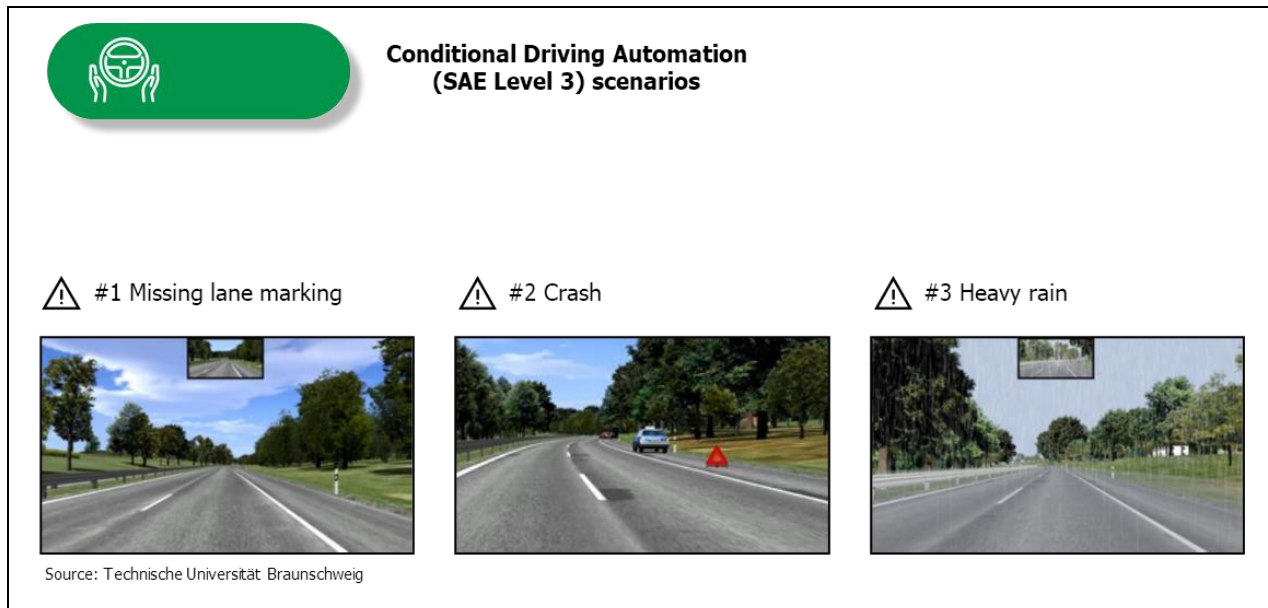 Conditional Driving Automation
(SAE Level 3) scenarios
#1 Missing lane marking
#2 Crash
#3 Heavy rain
Source: Technische Universität Braunschweig